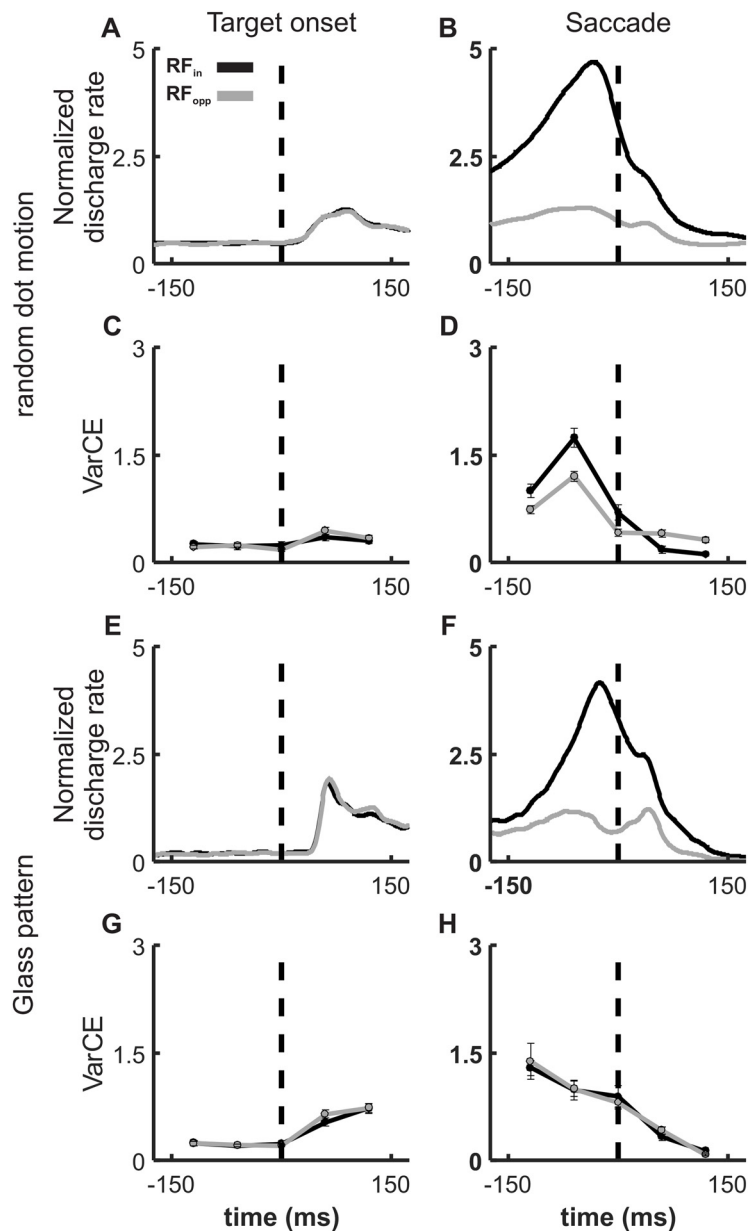 Target onset
Saccade
random dot motion
A
Normalized
discharge rate
5
2.5
0
-150
150
RFin
RFopp
B
5
2.5
0
-150
150
C
VarCE
3
1.5
0
-150
150
D
3
1.5
0
-150
150
Glass pattern
E
Normalized
discharge rate
5
2.5
0
-150
150
F
5
2.5
0
-150
150
G
VarCE
3
1.5
0
-150
150
time (ms)
H
3
1.5
0
-150
150
time (ms)